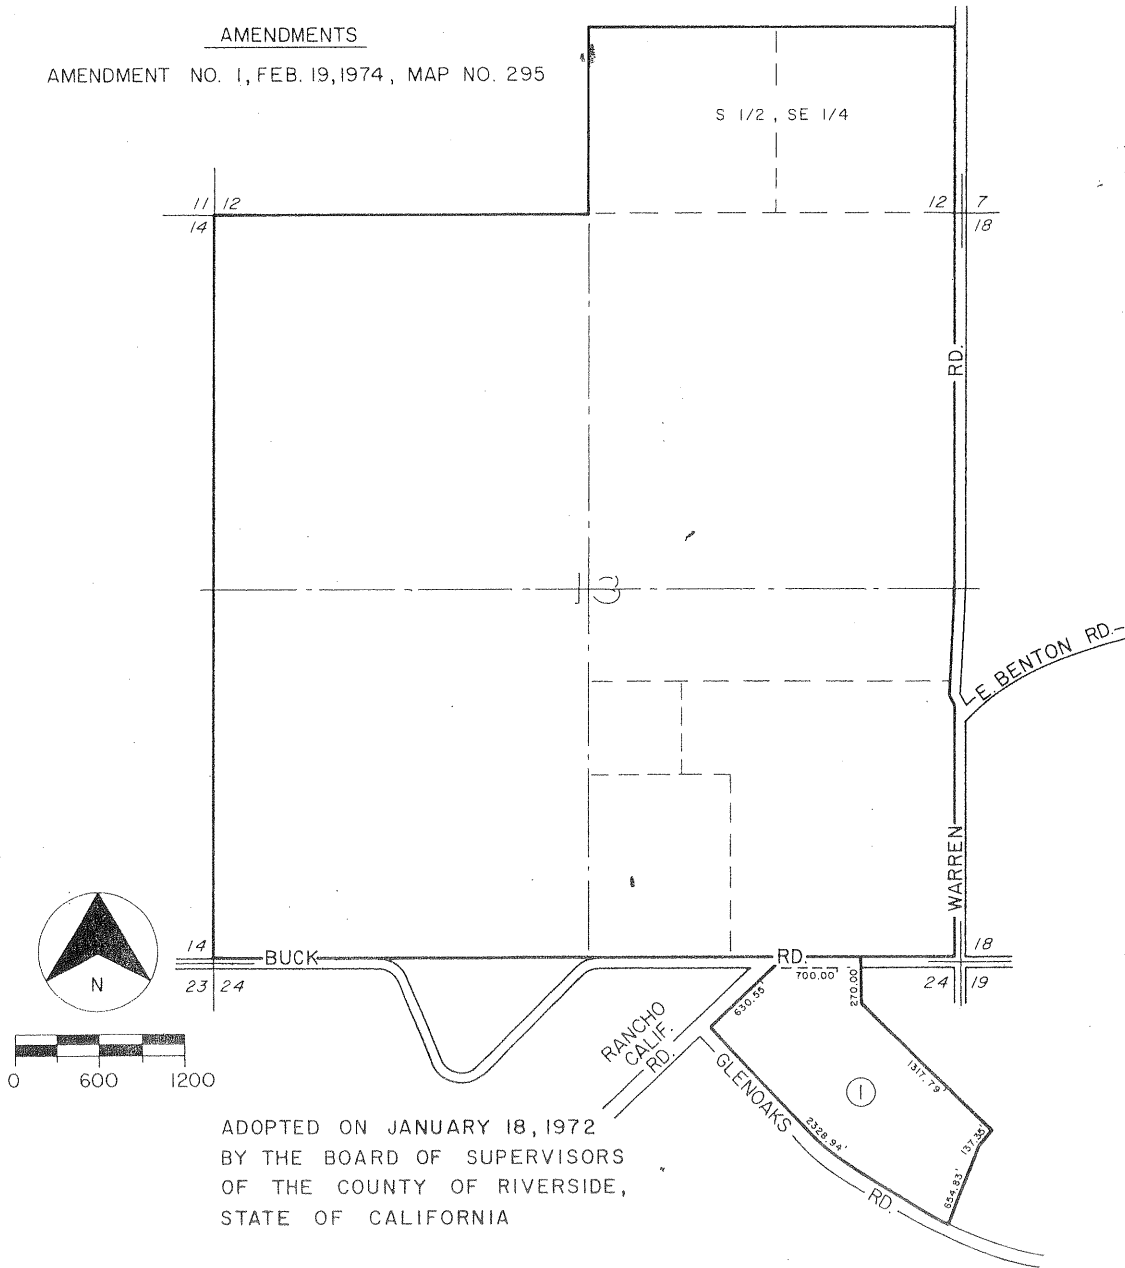 AMENDMENTS
AMENDMENT NO. 1, FEB. 19, 1974, MAP NO. 295
S 1/2, SE 1/4
11 12
14
12 7
18
RD.
13
E. BENTON RD.
WARREN
14
23 24
BUCK
RD.
18
24 19
700.00'
270.00'
630.55'
N
RANCHO
CALIF.
RD.
GLENOAKS
RD.
1317.79'
1
137.35'
2328.94'
654.83'
0 600 1200
ADOPTED ON JANUARY 18, 1972
BY THE BOARD OF SUPERVISORS
OF THE COUNTY OF RIVERSIDE,
STATE OF CALIFORNIA